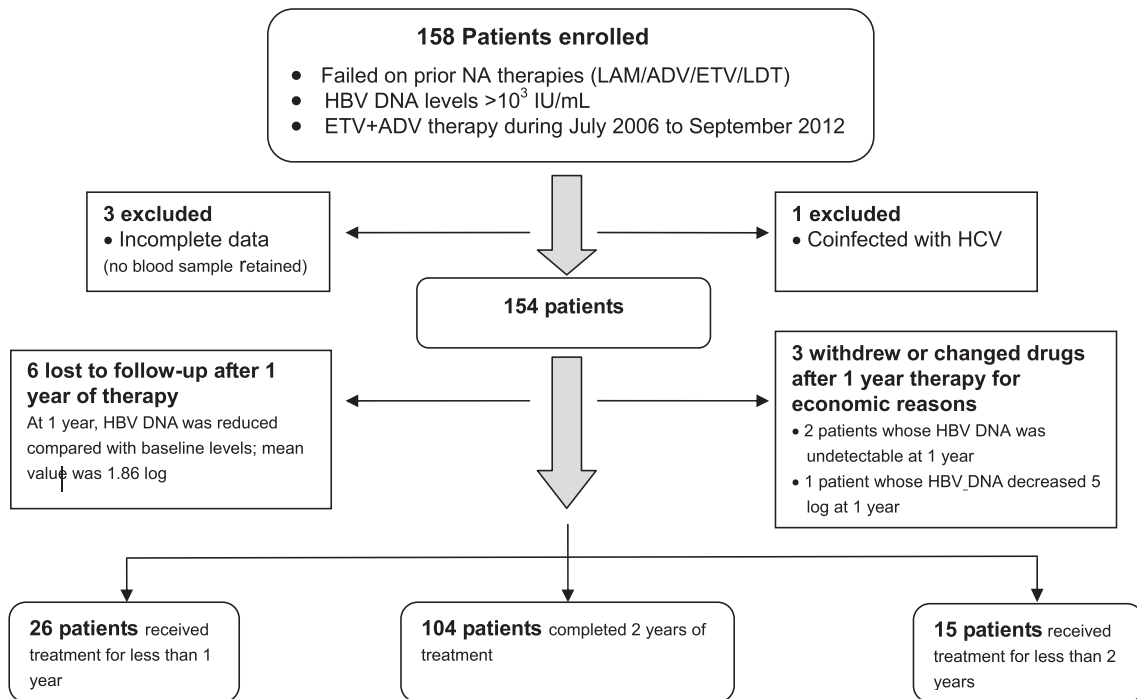 158 Patients enrolled
● Failed on prior NA therapies (LAM/ADV/ETV/LDT)
● HBV DNA levels >10³ IU/mL
● ETV+ADV therapy during July 2006 to September 2012
3 excluded
• Incomplete data
(no blood sample retained)
1 excluded
• Coinfected with HCV
154 patients
6 lost to follow-up after 1
year of therapy
At 1 year, HBV DNA was reduced
compared with baseline levels; mean
value was 1.86 log
3 withdrew or changed drugs
after 1 year therapy for
economic reasons
• 2 patients whose HBV DNA was
undetectable at 1 year
• 1 patient whose HBV_DNA decreased 5
log at 1 year
26 patients received
treatment for less than 1
year
104 patients completed 2 years of
treatment
15 patients received
treatment for less than 2
years